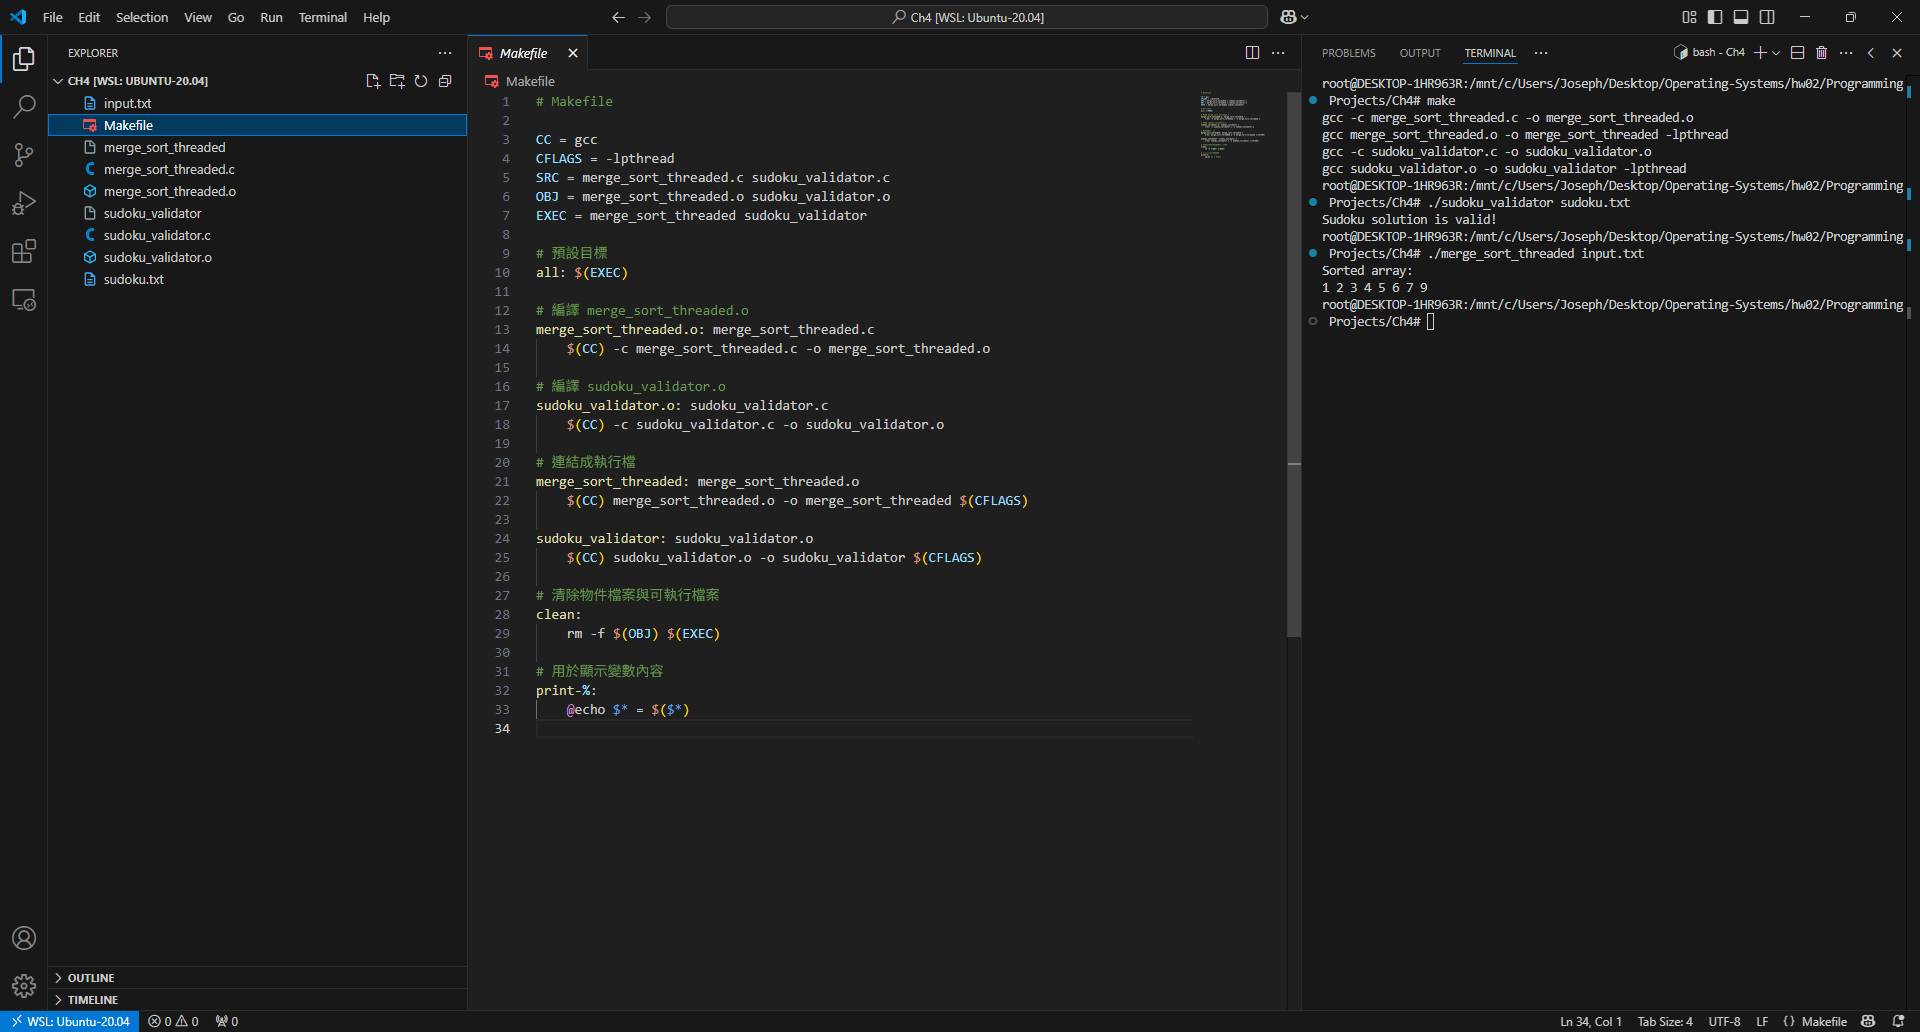 File Edit Selection View Go Run Terminal Help
Ch4 [WSL: Ubuntu-20.04]
EXPLORER
CH4 [WSL: UBUNTU-20.04]
input.txt
Makefile
merge_sort_threaded
merge_sort_threaded.c
merge_sort_threaded.o
sudoku_validator
sudoku_validator.c
sudoku_validator.o
sudoku.txt
OUTLINE
TIMELINE
Makefile
Makefile
1 # Makefile
2
3 CC = gcc
4 CFLAGS = -lpthread
5 SRC = merge_sort_threaded.c sudoku_validator.c
6 OBJ = merge_sort_threaded.o sudoku_validator.o
7 EXEC = merge_sort_threaded sudoku_validator
8
9 # 預設目標
10 all: $(EXEC)
11
12 # 編譯 merge_sort_threaded.o
13 merge_sort_threaded.o: merge_sort_threaded.c
14 $(CC) -c merge_sort_threaded.c -o merge_sort_threaded.o
15
16 # 編譯 sudoku_validator.o
17 sudoku_validator.o: sudoku_validator.c
18 $(CC) -c sudoku_validator.c -o sudoku_validator.o
19
20 # 連結成執行檔
21 merge_sort_threaded: merge_sort_threaded.o
22 $(CC) merge_sort_threaded.o -o merge_sort_threaded $(CFLAGS)
23
24 sudoku_validator: sudoku_validator.o
25 $(CC) sudoku_validator.o -o sudoku_validator $(CFLAGS)
26
27 # 清除物件檔案與可執行檔案
28 clean:
29 rm -f $(OBJ) $(EXEC)
30
31 # 用於顯示變數內容
32 print-%:
33 @echo $* = $($*)
34
PROBLEMS OUTPUT TERMINAL
bash - Ch4
root@DESKTOP-1HR963R:/mnt/c/Users/Joseph/Desktop/Operating-Systems/hw02/Programming
Projects/Ch4# make
gcc -c merge_sort_threaded.c -o merge_sort_threaded.o
gcc merge_sort_threaded.o -o merge_sort_threaded -lpthread
gcc -c sudoku_validator.c -o sudoku_validator.o
gcc sudoku_validator.o -o sudoku_validator -lpthread
root@DESKTOP-1HR963R:/mnt/c/Users/Joseph/Desktop/Operating-Systems/hw02/Programming
Projects/Ch4# ./sudoku_validator sudoku.txt
Sudoku solution is valid!
root@DESKTOP-1HR963R:/mnt/c/Users/Joseph/Desktop/Operating-Systems/hw02/Programming
Projects/Ch4# ./merge_sort_threaded input.txt
Sorted array:
1 2 3 4 5 6 7 9
root@DESKTOP-1HR963R:/mnt/c/Users/Joseph/Desktop/Operating-Systems/hw02/Programming
Projects/Ch4#
WSL: Ubuntu-20.04 0 0 0
Ln 34, Col 1 Tab Size: 4 UTF-8 LF {} Makefile